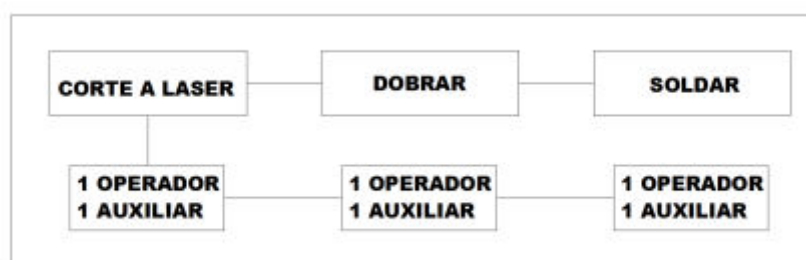 CORTE A LASER
DOBRAR
SOLDAR
1 OPERADOR
1 AUXILIAR
1 OPERADOR
1 AUXILIAR
1 OPERADOR
1 AUXILIAR